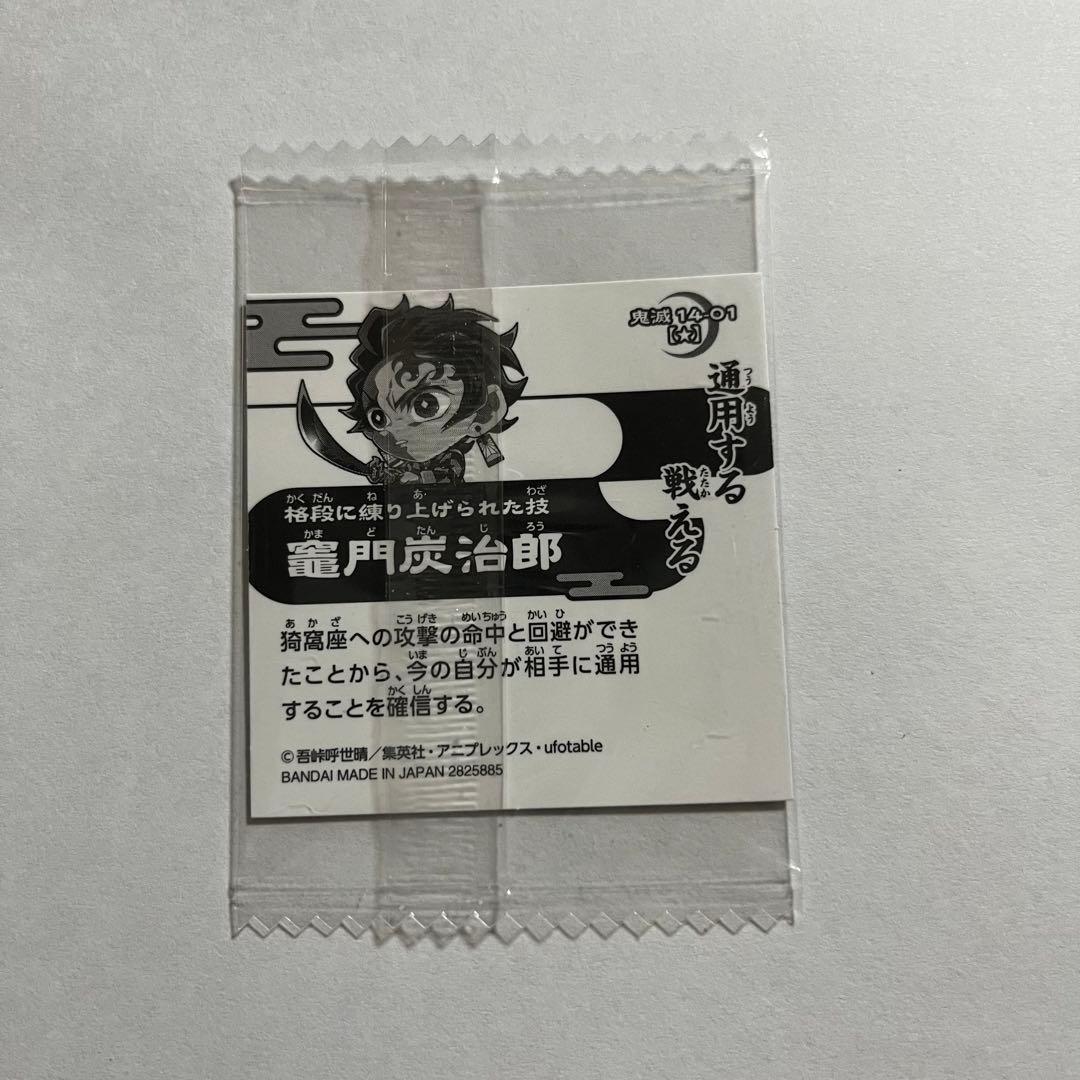 鬼滅 14-01
[★]
通用する
戦える
格段に練り上げられた技
竈門炭治郎
猗窩座への攻撃の命中と回避ができ
たことから、今の自分が相手に通用
することを確信する。
©吾峠呼世晴／集英社・アニプレックス・ufotable
BANDAI MADE IN JAPAN 2825885